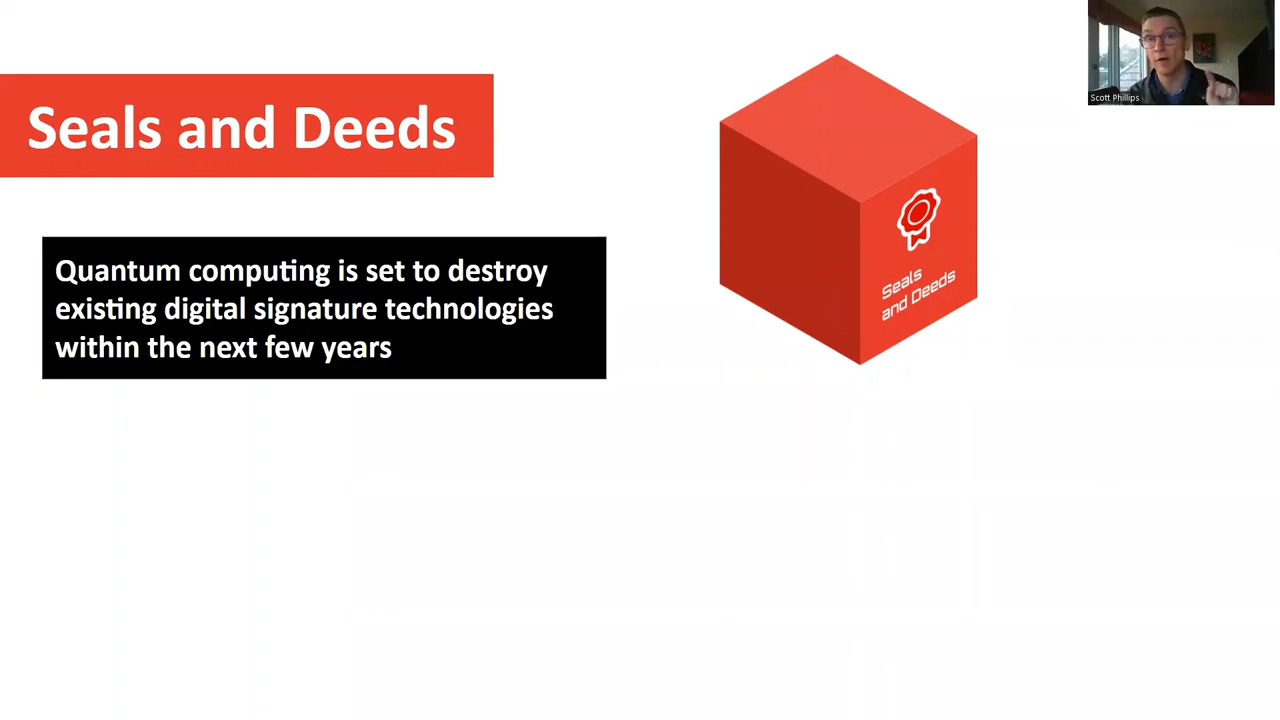 Seals and Deeds
Quantum computing is set to destroy
existing digital signature technologies
within the next few years
Seals
and Deeds
Scott Phillips